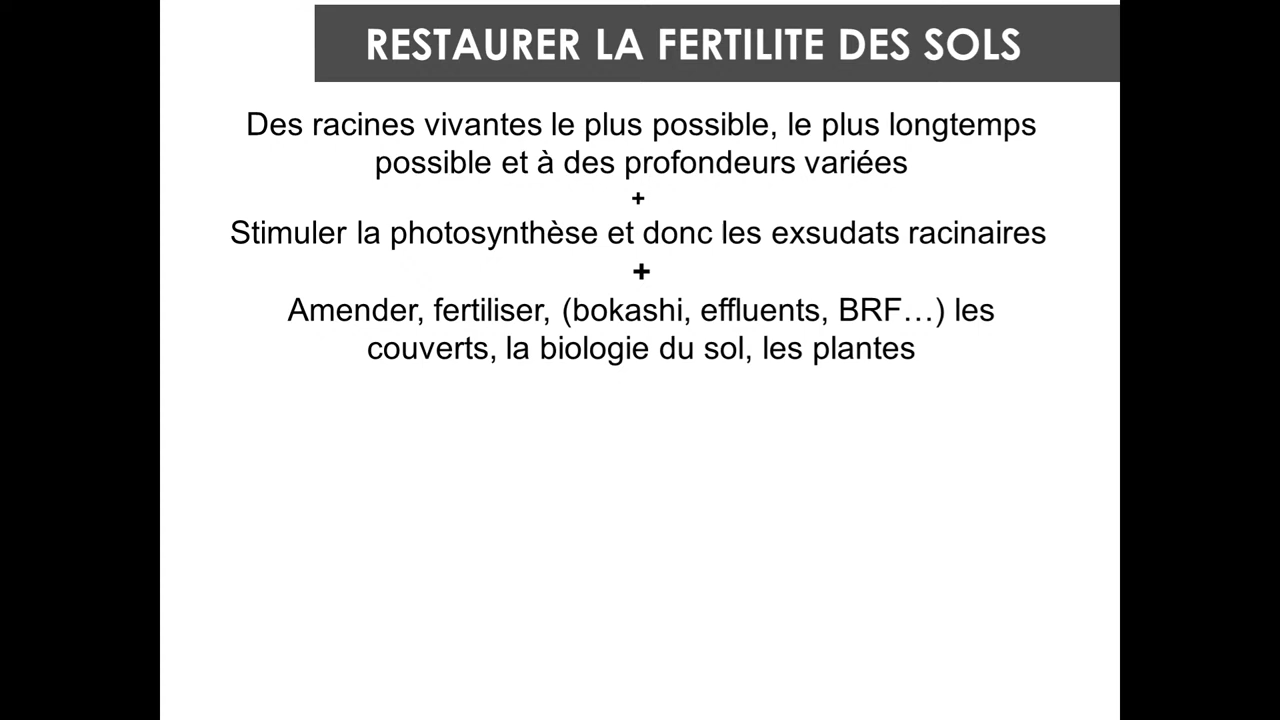 RESTAURER LA FERTILITE DES SOLS
Des racines vivantes le plus possible, le plus longtemps
possible et à des profondeurs variées
+
Stimuler la photosynthèse et donc les exsudats racinaires
+
Amender, fertiliser, (bokashi, effluents, BRF…) les
couverts, la biologie du sol, les plantes